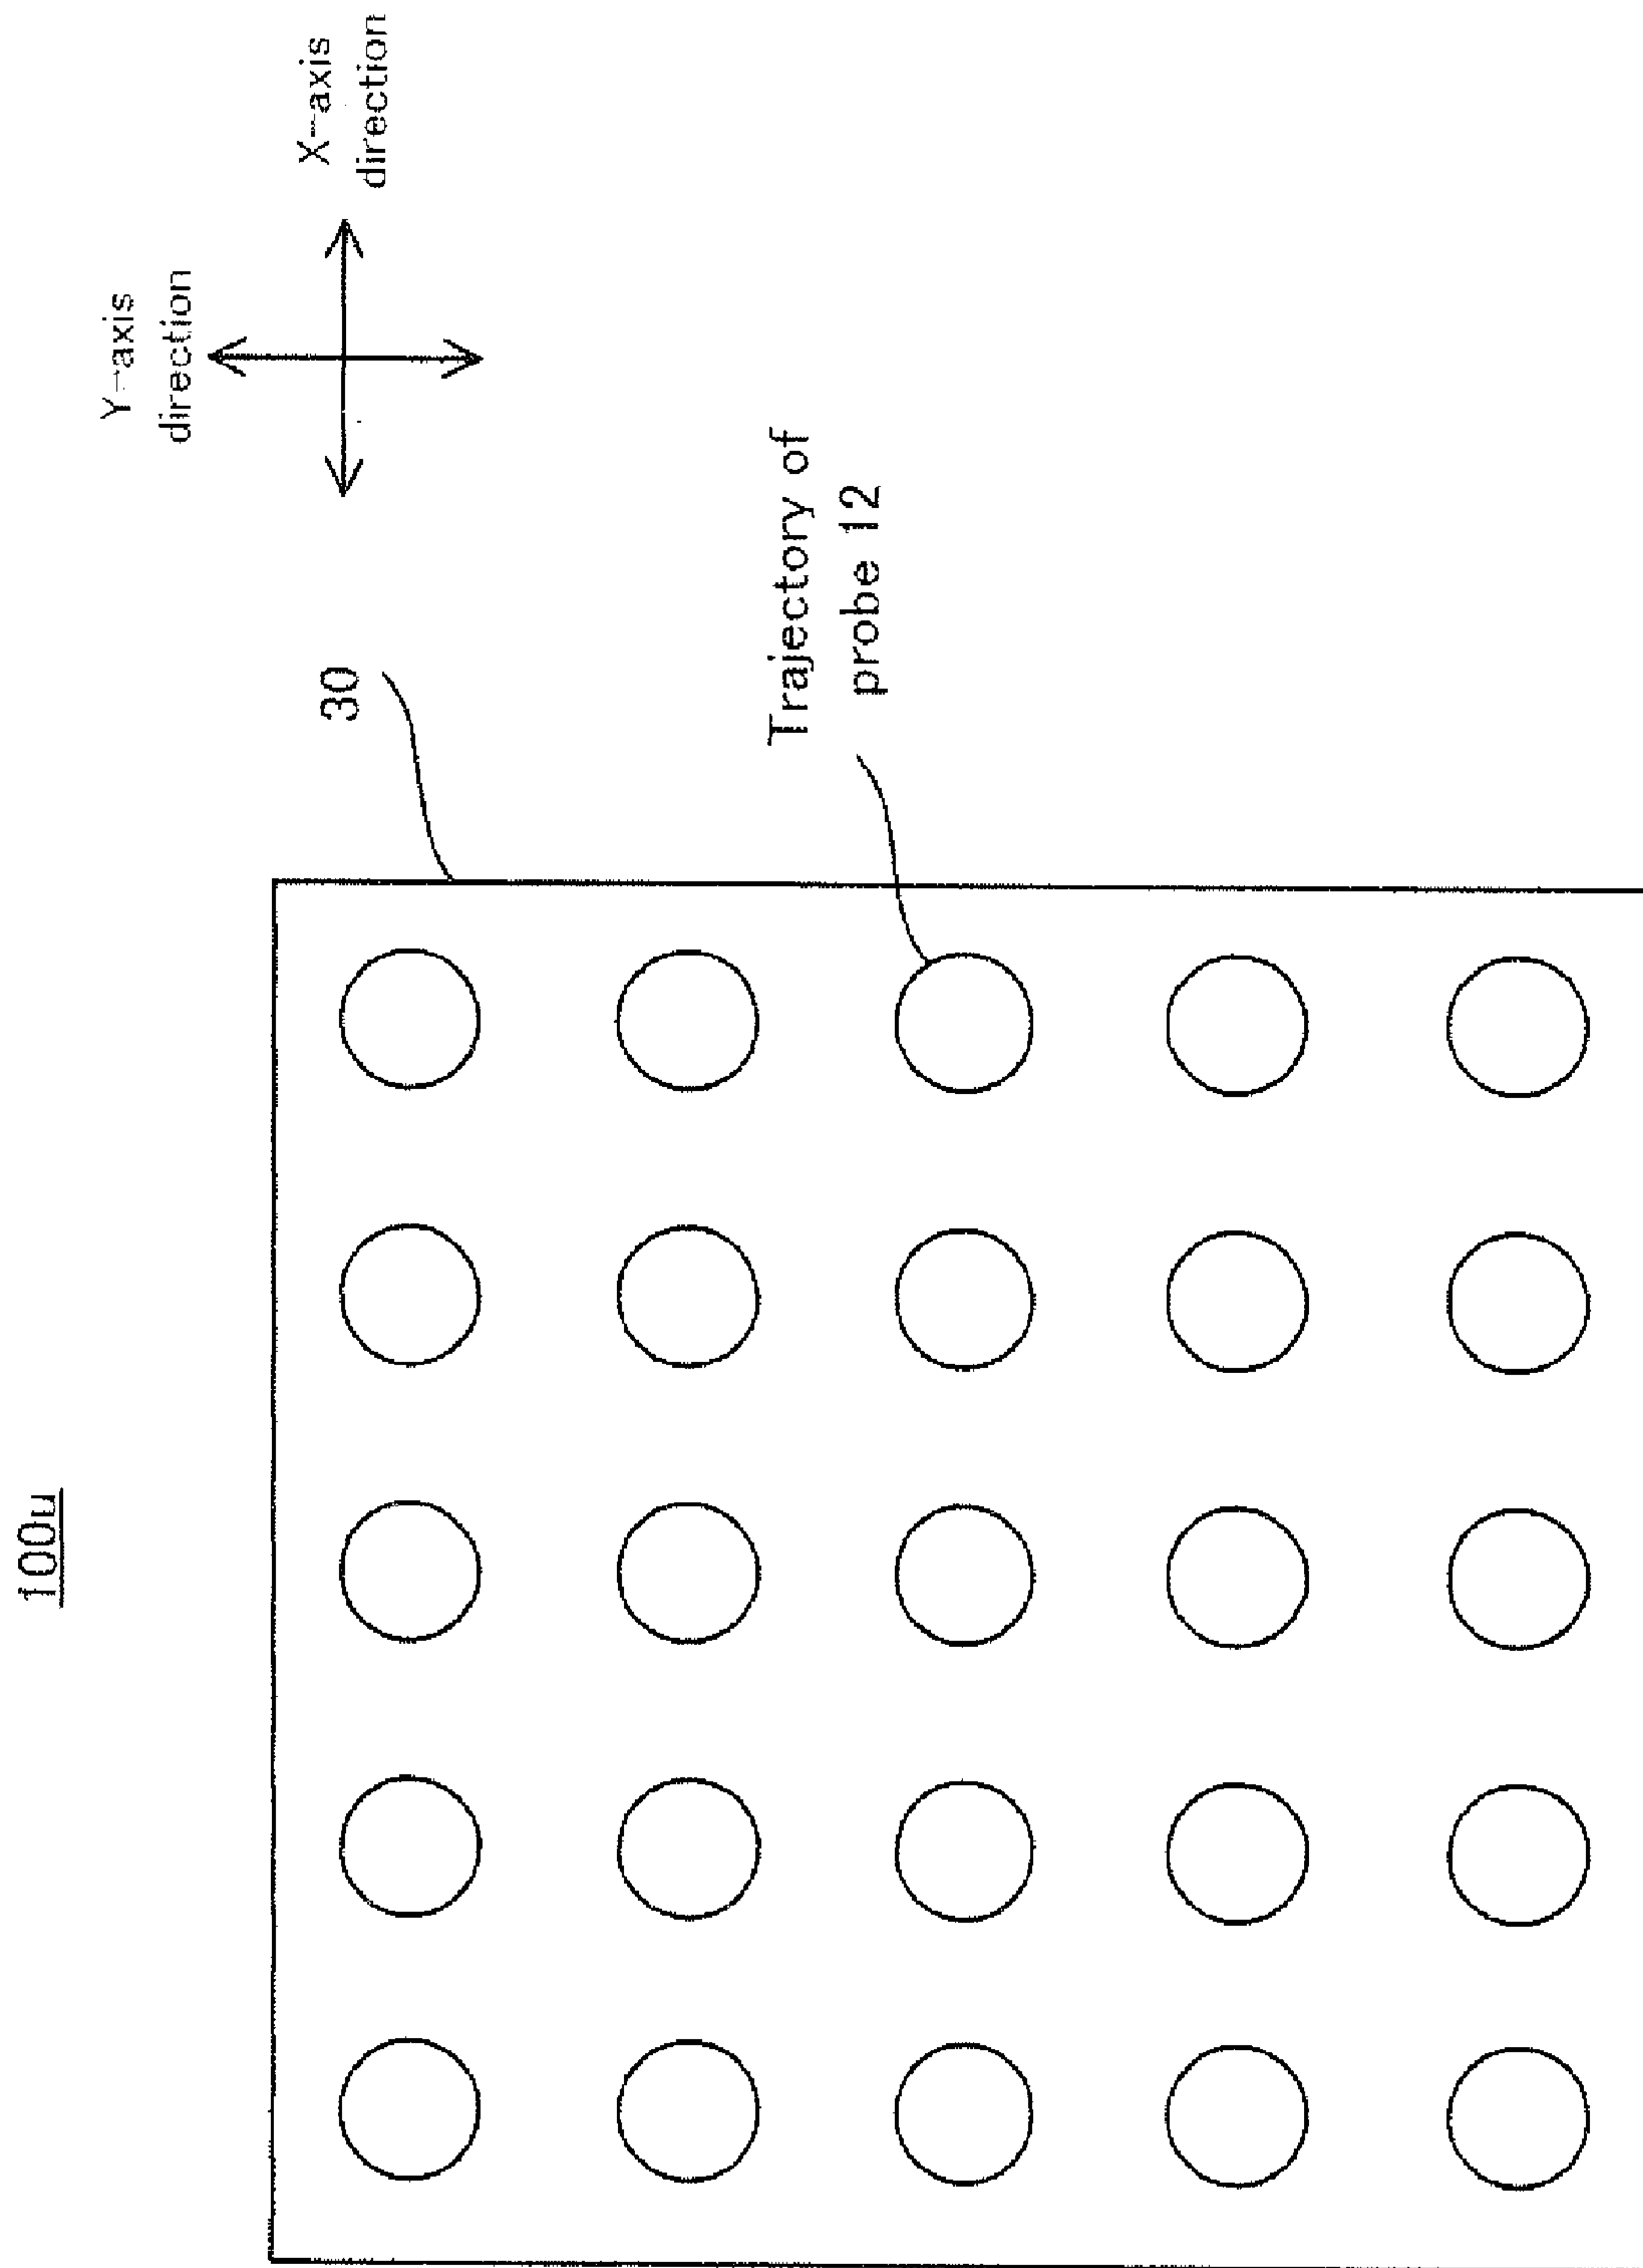 100u
Y-axis
direction
X-axis
direction
30
Trajectory of
probe 12